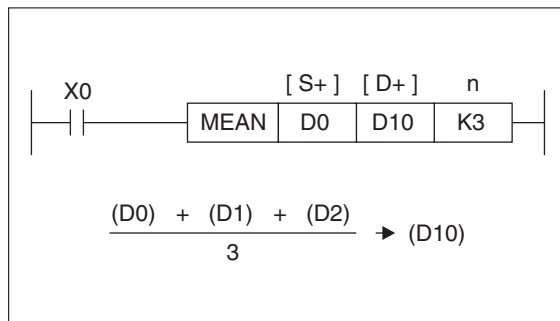 [ S+ ] [ D+ ] n
X0
MEAN D0 D10 K3
(D0) + (D1) + (D2)
3
(D10)